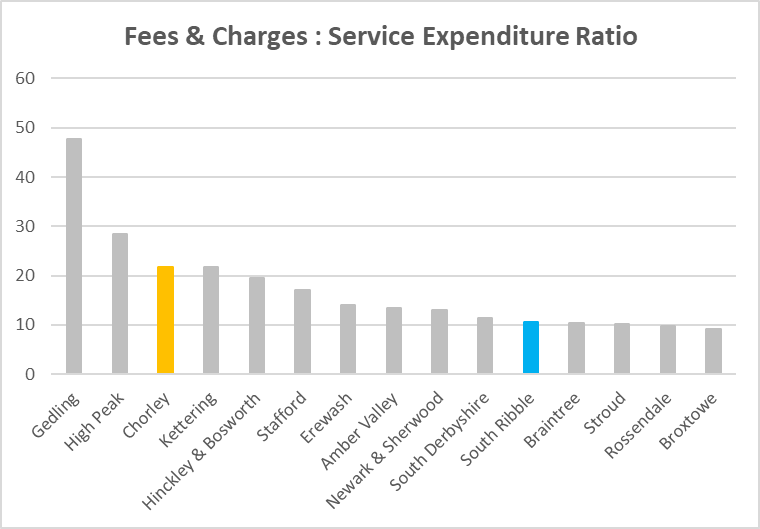 Fees & Charges : Service Expenditure Ratio
60
50
40
30
20
10
0
Gedling
High Peak
Chorley
Kettering
Hinckley & Bosworth
Stafford
Erewash
Amber Valley
Newark & Sherwood
South Derbyshire
South Ribble
Braintree
Stroud
Rossendale
Broxtowe